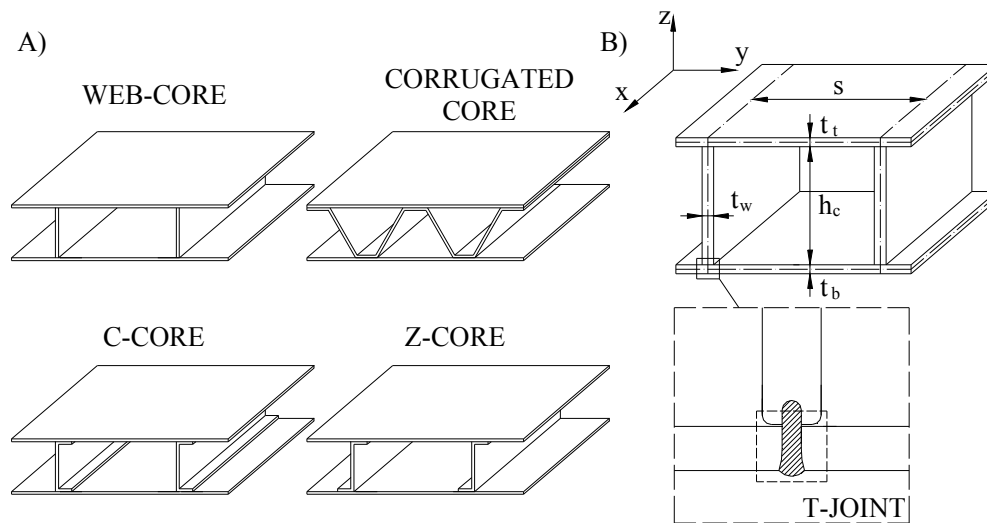 A)
WEB-CORE
CORRUGATED
CORE
C-CORE
Z-CORE
B)
z
y
x
s
t t
t w
h c
t b
T-JOINT